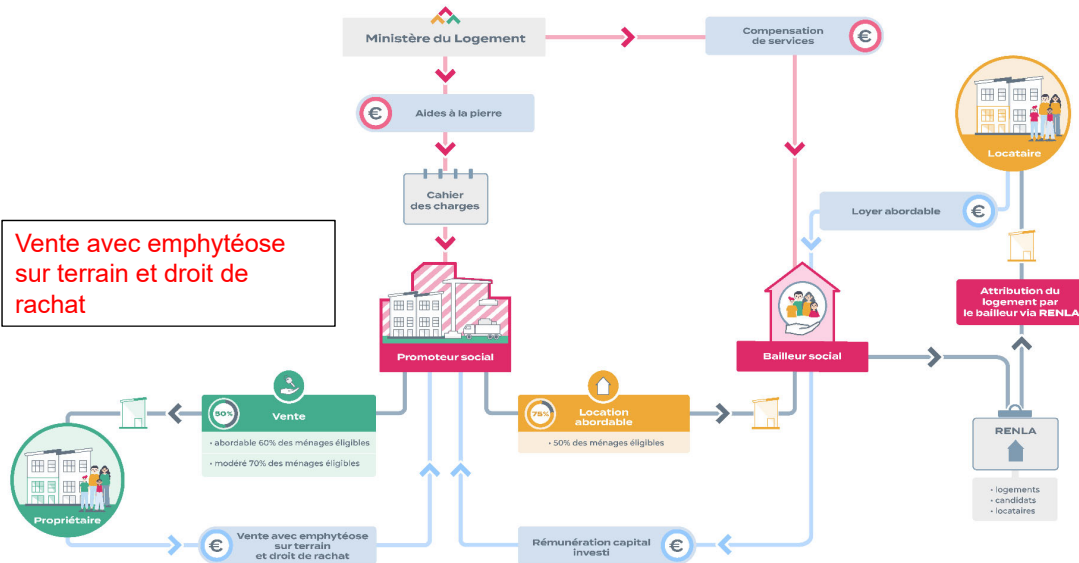 Ministère du Logement
Compensation
de services
€
€
Aides à la pierre
Locataire
Cahier
des charges
Loyer abordable
€
Vente avec emphytéose
sur terrain et droit de
rachat
Attribution du
logement par
le bailleur via RENLA
Promoteur social
Bailleur social
50%
Vente
• abordable 60% des ménages éligibles
• modéré 70% des ménages éligibles
75%
Location
abordable
• 50% des ménages éligibles
RENLA
• logements
• candidats
• locataires
Propriétaire
€
Vente avec emphytéose
sur terrain
et droit de rachat
Rémunération capital
investi
€